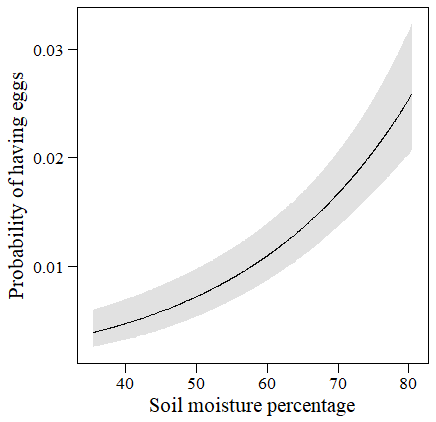 Probability of having eggs
0.03
0.02
0.01
40 50 60 70 80
Soil moisture percentage